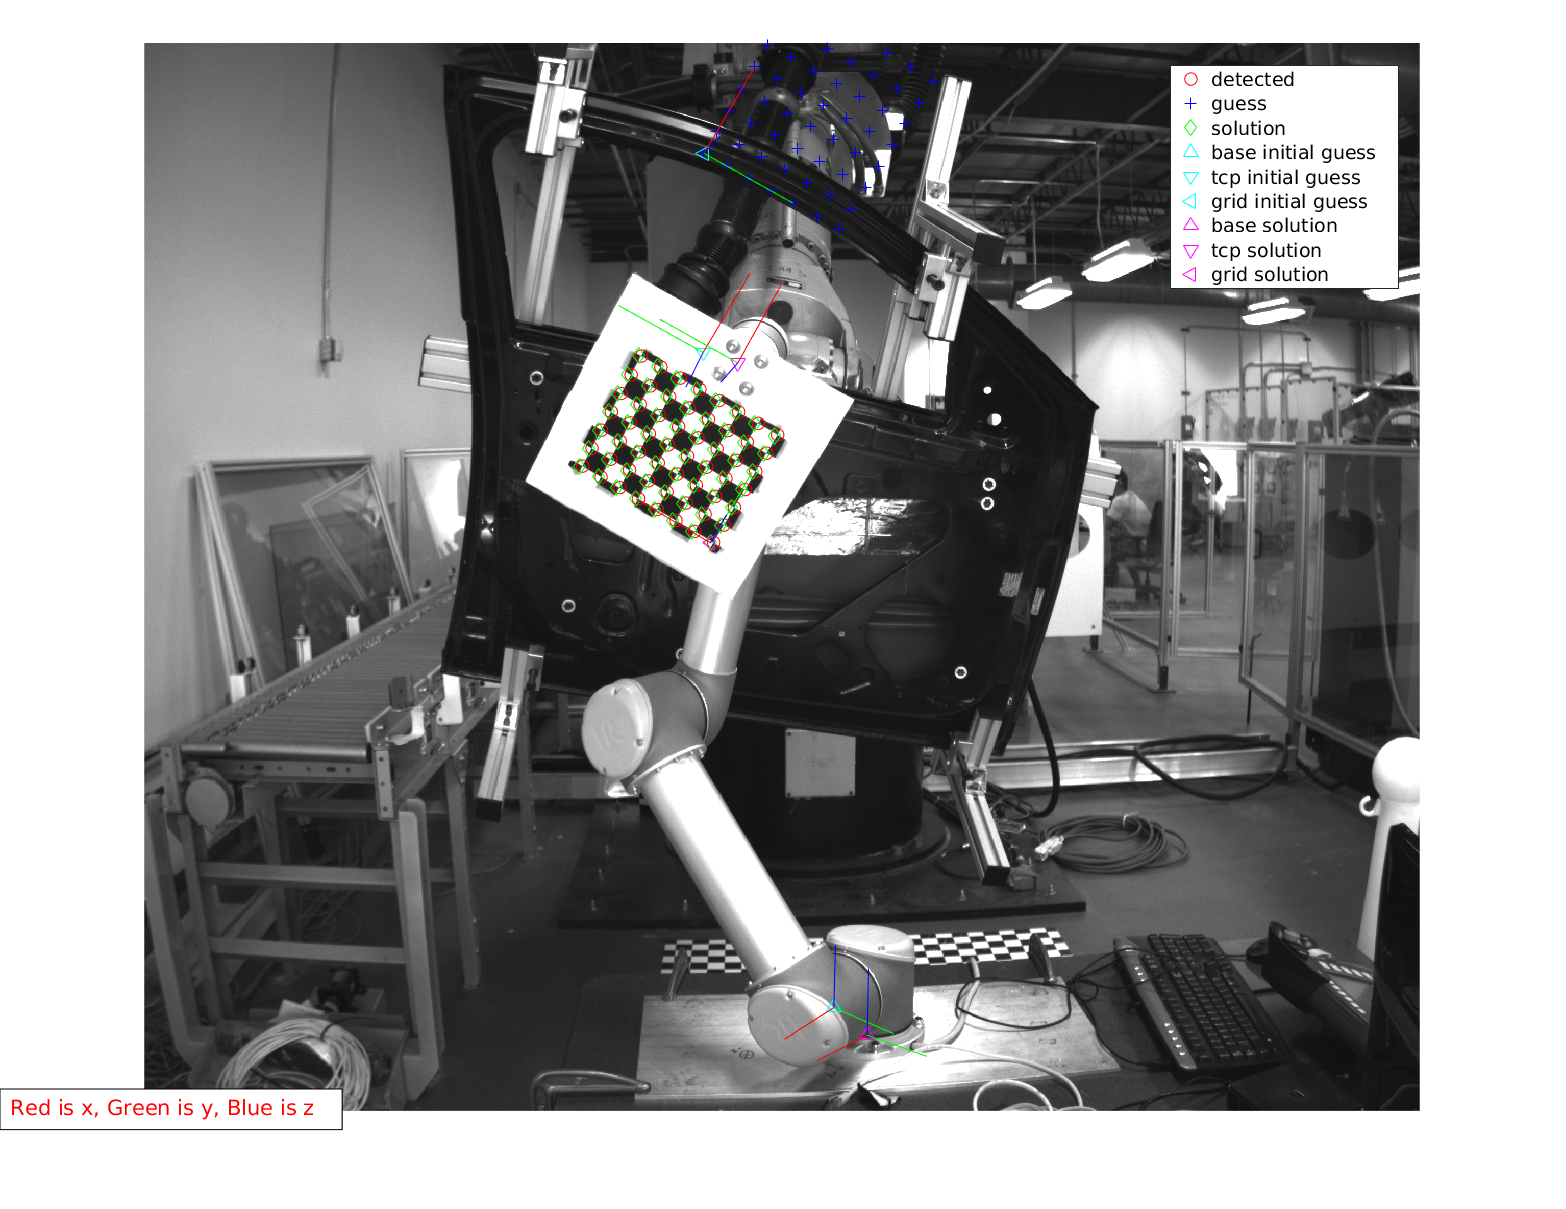 detected
guess
solution
base initial guess
tcp initial guess
grid initial guess
base solution
tcp solution
grid solution
Red is x, Green is y, Blue is z